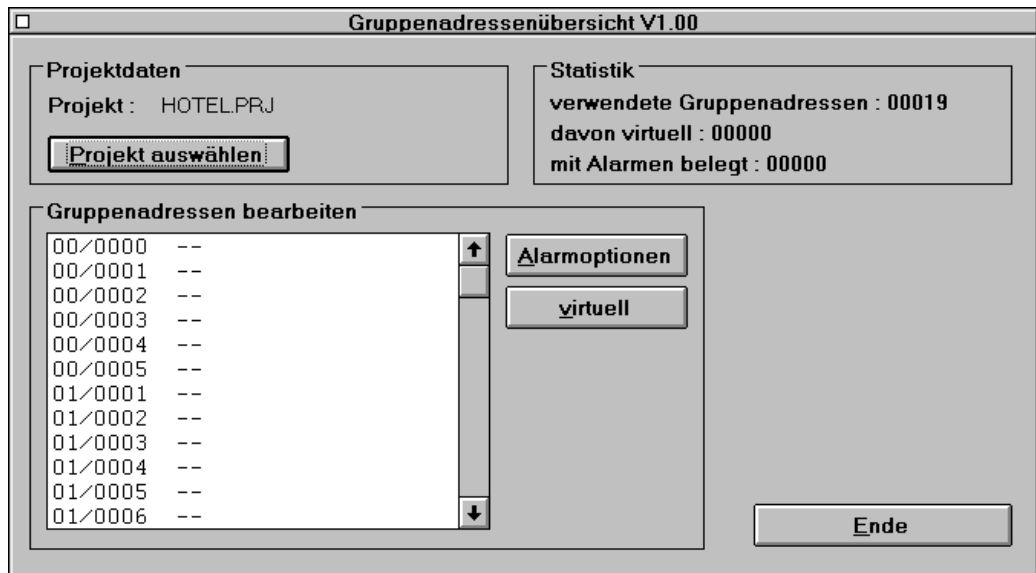 Gruppenadressenübersicht V1.00
Projektdaten
Projekt : HOTEL.PRJ
Projekt auswählen
Statistik
verwendete Gruppenadressen : 00019
davon virtuell : 00000
mit Alarmen belegt : 00000
Gruppenadressen bearbeiten
00/0000 --
00/0001 --
00/0002 --
00/0003 --
00/0004 --
00/0005 --
01/0001 --
01/0002 --
01/0003 --
01/0004 --
01/0005 --
01/0006 --
Alarmoptionen
virtuell
Ende